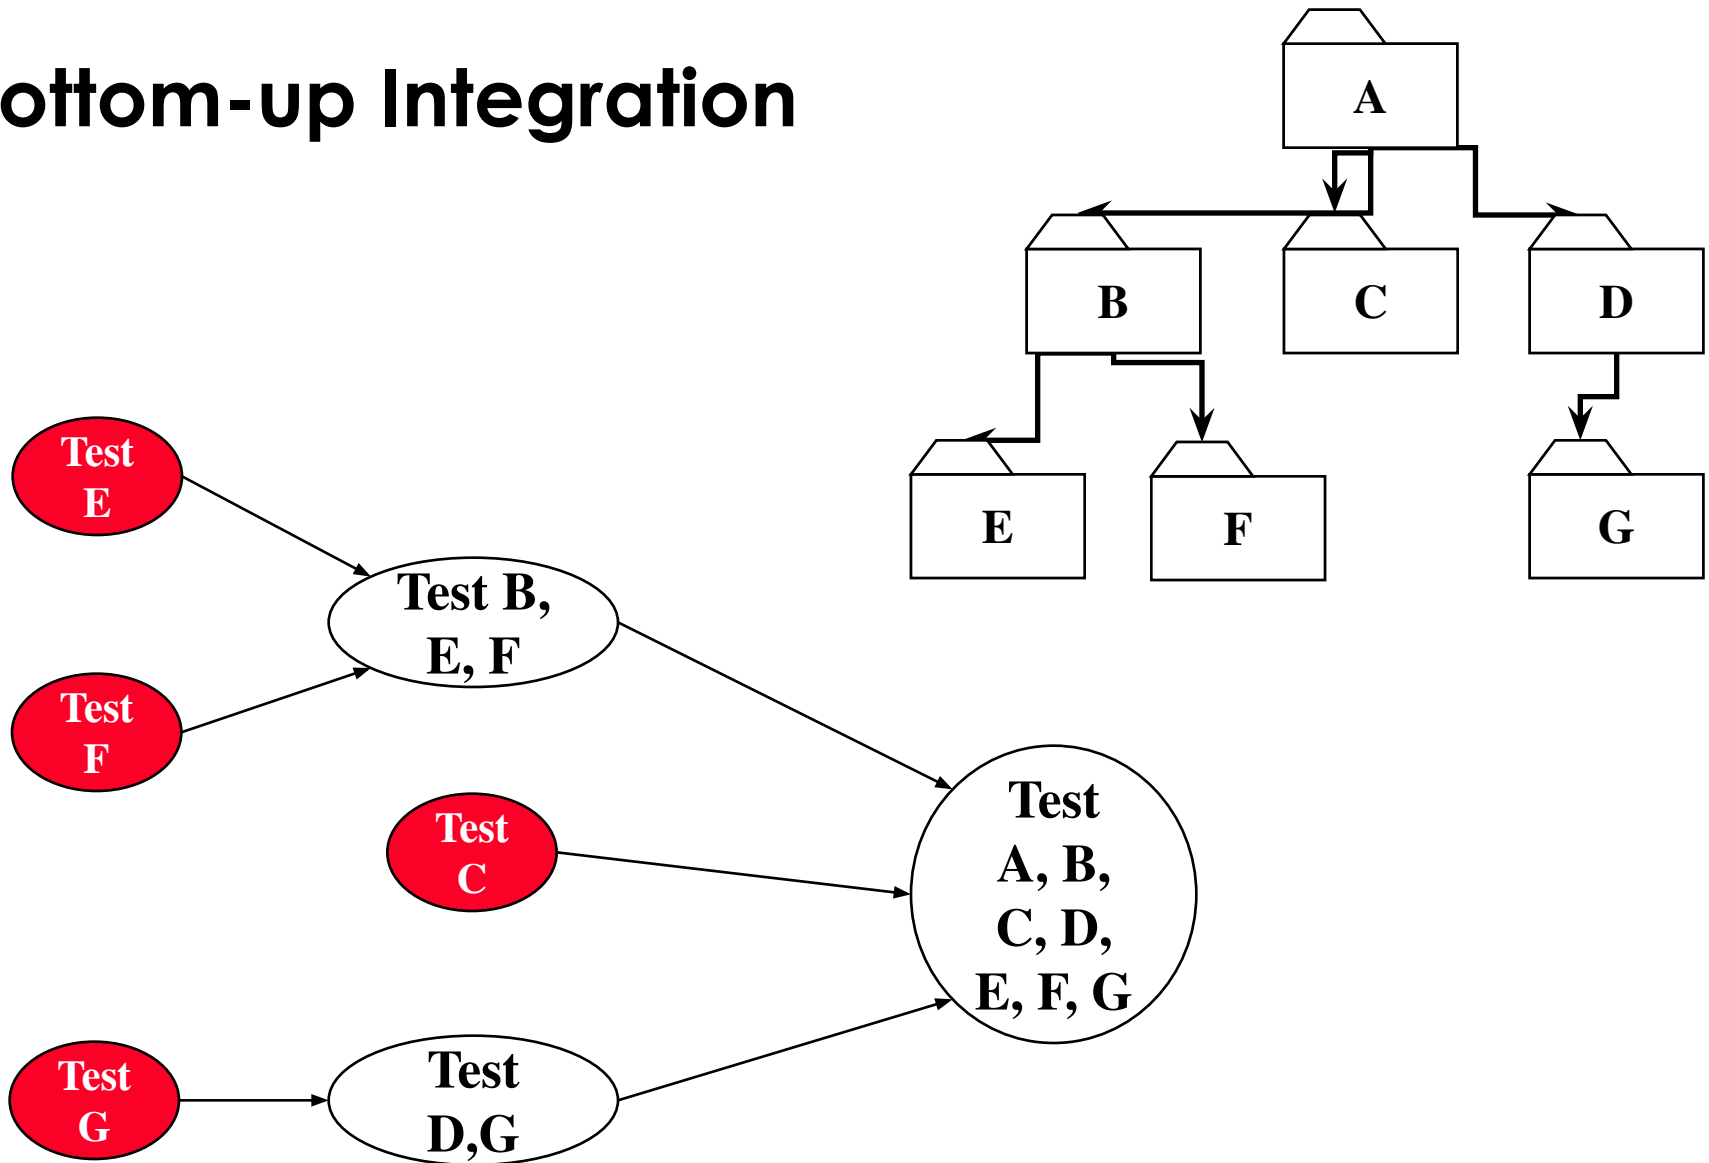 ottom-up Integration
A
B
C
D
E
F
G
Test
E
Test B,
E, F
Test
F
Test
C
Test
A, B,
C, D,
E, F, G
Test
G
Test
D,G